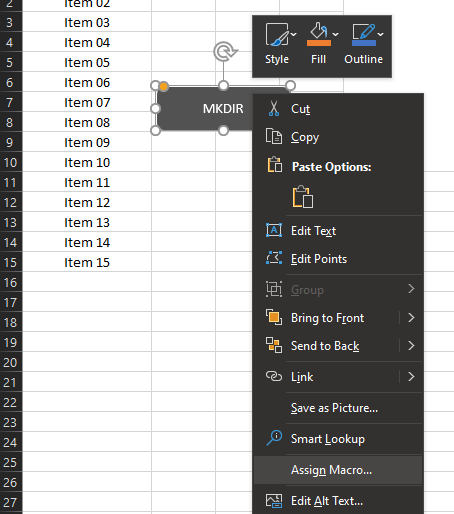 Style Fill Outline
2 Item 02
3 Item 03
4 Item 04
5 Item 05
6 Item 06
7 Item 07
8 Item 08
9 Item 09
10 Item 10
11 Item 11
12 Item 12
13 Item 13
14 Item 14
15 Item 15
16
17
18
19
20
21
22
23
24
25
26
27
MKDIR
Cut
Copy
Paste Options:
Edit Text
Edit Points
Group
Bring to Front
Send to Back
Link
Save as Picture...
Smart Lookup
Assign Macro...
Edit Alt Text...